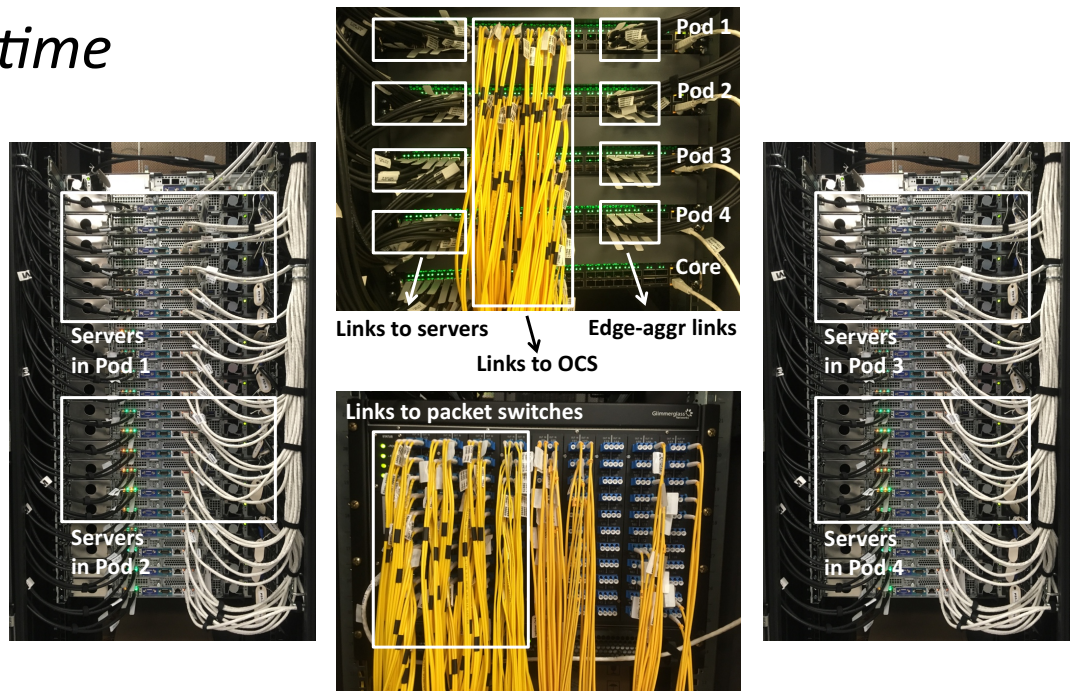 time
Pod 1
Pod 2
Pod 3
Pod 4
Core
Links to servers
Edge-aggr links
Links to OCS
Servers
in Pod 1
Servers
in Pod 2
Links to packet switches
Glimmerglass
Servers
in Pod 3
Servers
in Pod 4